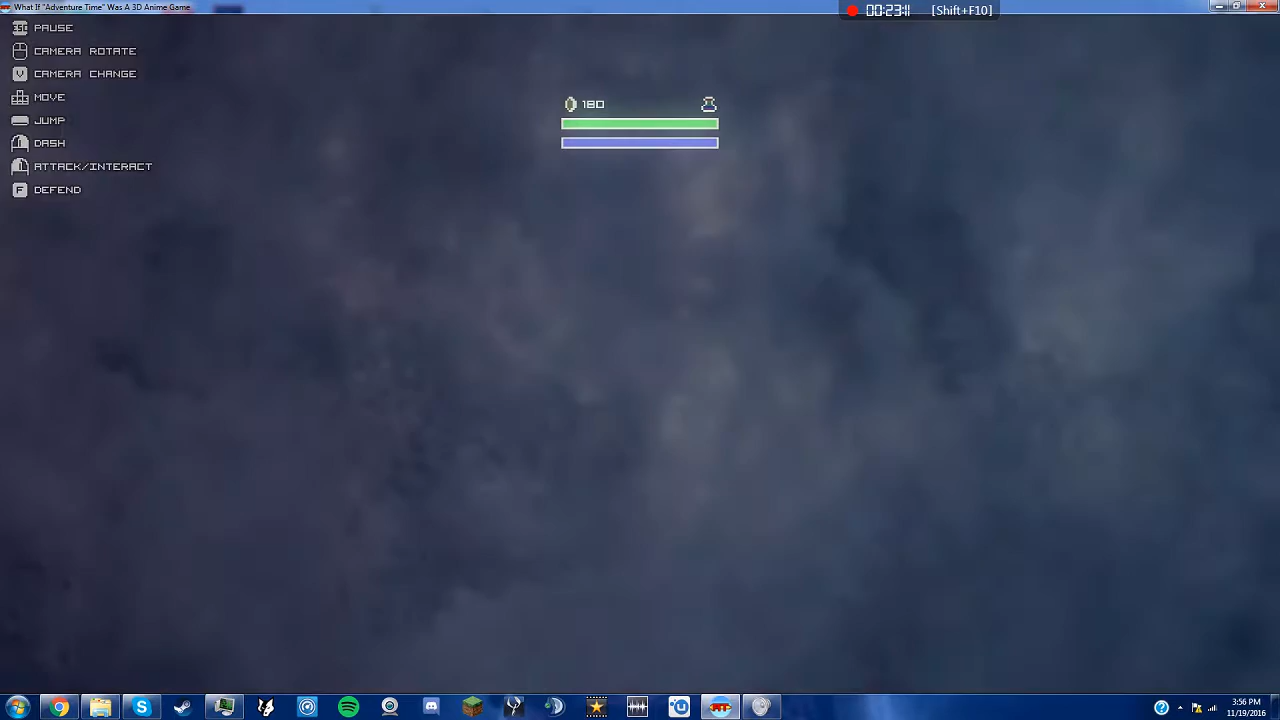 What If "Adventure Time" Was A 3D Anime Game
00:23:11 [Shift+F10]
ESC PAUSE
CAMERA ROTATE
V CAMERA CHANGE
MOVE
JUMP
DASH
ATTACK/INTERACT
F DEFEND
180
3:56 PM
11/19/2016